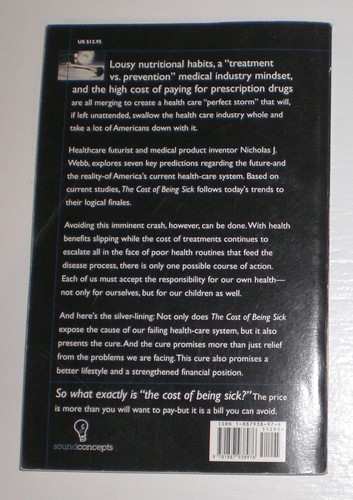 US $12.95
Lousy nutritional habits, a "treatment
vs. prevention" medical industry mindset,
and the high cost of paying for prescription drugs
are all merging to create a health care "perfect storm" that will,
if left unattended, swallow the health care industry whole and
take a lot of Americans down with it.
Healthcare futurist and medical product inventor Nicholas J.
Webb, explores seven key predictions regarding the future-and
the reality-of America's current health-care system. Based on
current studies, The Cost of Being Sick follows today's trends to
their logical finales.
Avoiding this imminent crash, however, can be done. With health
benefits slipping while the cost of treatments continues to
escalate all in the face of poor health routines that feed the
disease process, there is only one possible course of action.
Each of us must accept the responsibility for our own health—
not only for ourselves, but for our children as well.
And here's the silver-lining: Not only does The Cost of Being Sick
expose the cause of our failing health-care system, but it also
presents the cure. And the cure promises more than just relief
from the problems we are facing. This cure also promises a
better lifestyle and a strengthened financial position.
So what exactly is "the cost of being sick?" The price
is more than you will want to pay-but it is a bill you can avoid.
ISBN 1-887938-97-4
soundconcepts
9 781887 938976